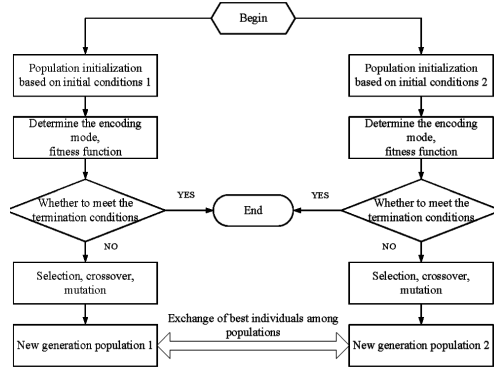 Begin
Population initialization
based on initial conditions 1
Population initialization
based on initial conditions 2
Determine the encoding
mode,
fitness function
Determine the encoding
mode,
fitness function
Whether to meet the
termination conditions
YES
End
YES
Whether to meet the
termination conditions
NO
NO
Selection, crossover,
mutation
Selection, crossover,
mutation
Exchange of best individuals among
populations
New generation population 1
New generation population 2